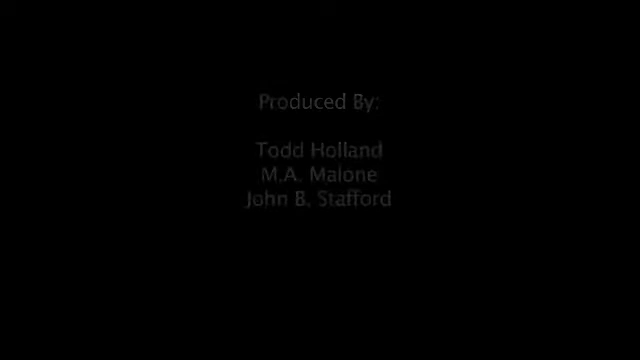 Produced By:
Todd Holland
M.A. Malone
John B. Stafford